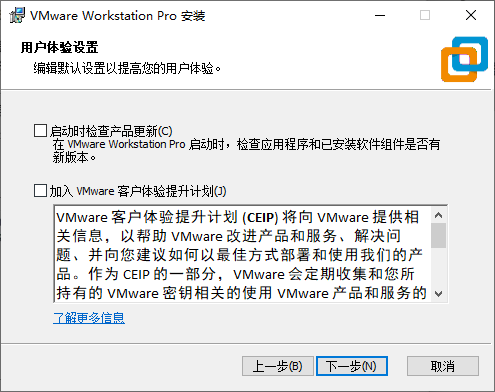 VMware Workstation Pro 安装
用户体验设置
编辑默认设置以提高您的用户体验。
启动时检查产品更新(C)
在 VMware Workstation Pro 启动时，检查应用程序和已安装软件组件是否有
新版本。
加入 VMware 客户体验提升计划(J)
VMware 客户体验提升计划 (CEIP) 将向 VMware 提供相
关信息，以帮助 VMware 改进产品和服务、解决问
题、并向您建议如何以最佳方式部署和使用我们的产
品。作为 CEIP 的一部分，VMware 会定期收集和您所
持有的 VMware 密钥相关的使用 VMware 产品和服务的
了解更多信息
上一步(B) 下一步(N) 取消